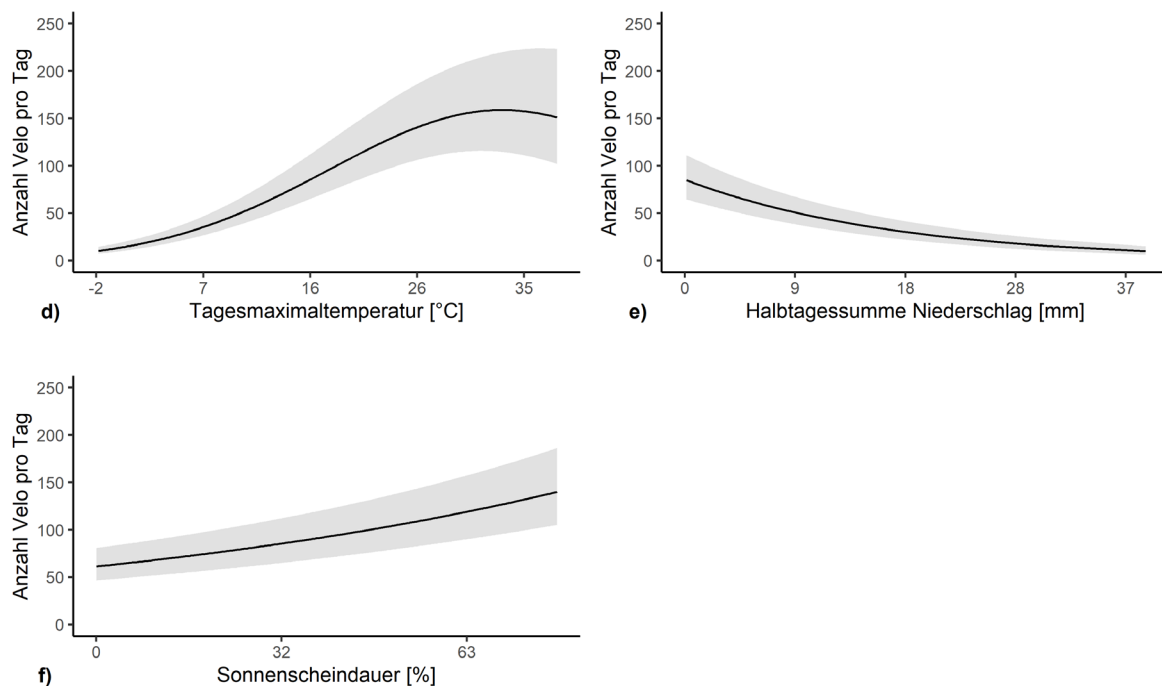 Anzahl Velo pro Tag
250
200
150
100
50
0
-2 7 16 26 35
d) Tagesmaximaltemperatur [°C]
Anzahl Velo pro Tag
250
200
150
100
50
0
0 9 18 28 37
e) Halbtagessumme Niederschlag [mm]
Anzahl Velo pro Tag
250
200
150
100
50
0
0 32 63
f) Sonnenscheindauer [%]